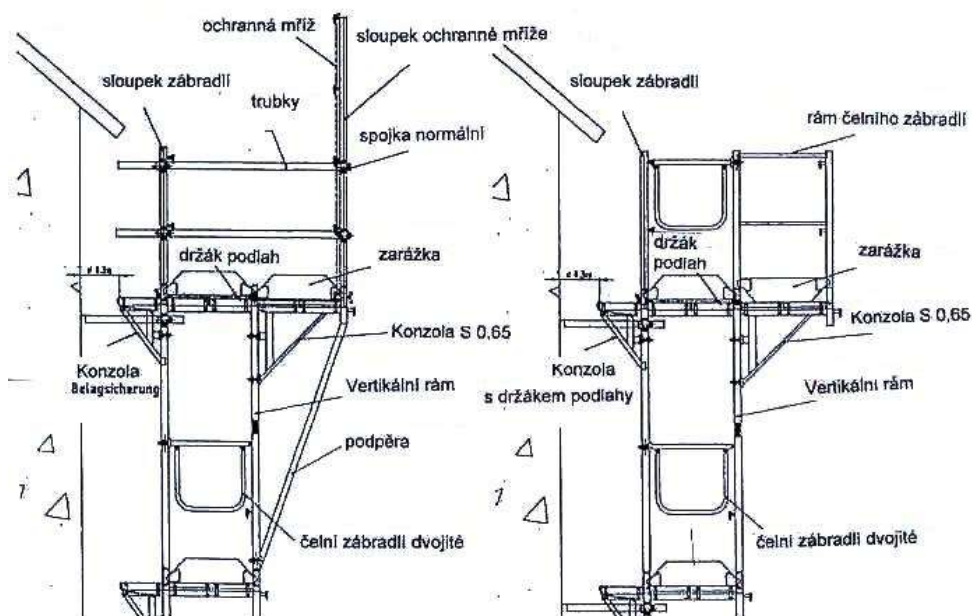 ochranná mříž
sloupek ochranné mříže
sloupek zábradlí
trubky
spojka normální
držák podlah
zarážka
Konzola S 0,65
Konzola
Belagsicherung
Vertikální rám
podpěra
čelní zábradlí dvojité
sloupek zábradlí
rám čelního zábradlí
držák
podlah
zarážka
Konzola S 0,65
Konzola
s držákem podlahy
Vertikální rám
čelní zábradlí dvojité